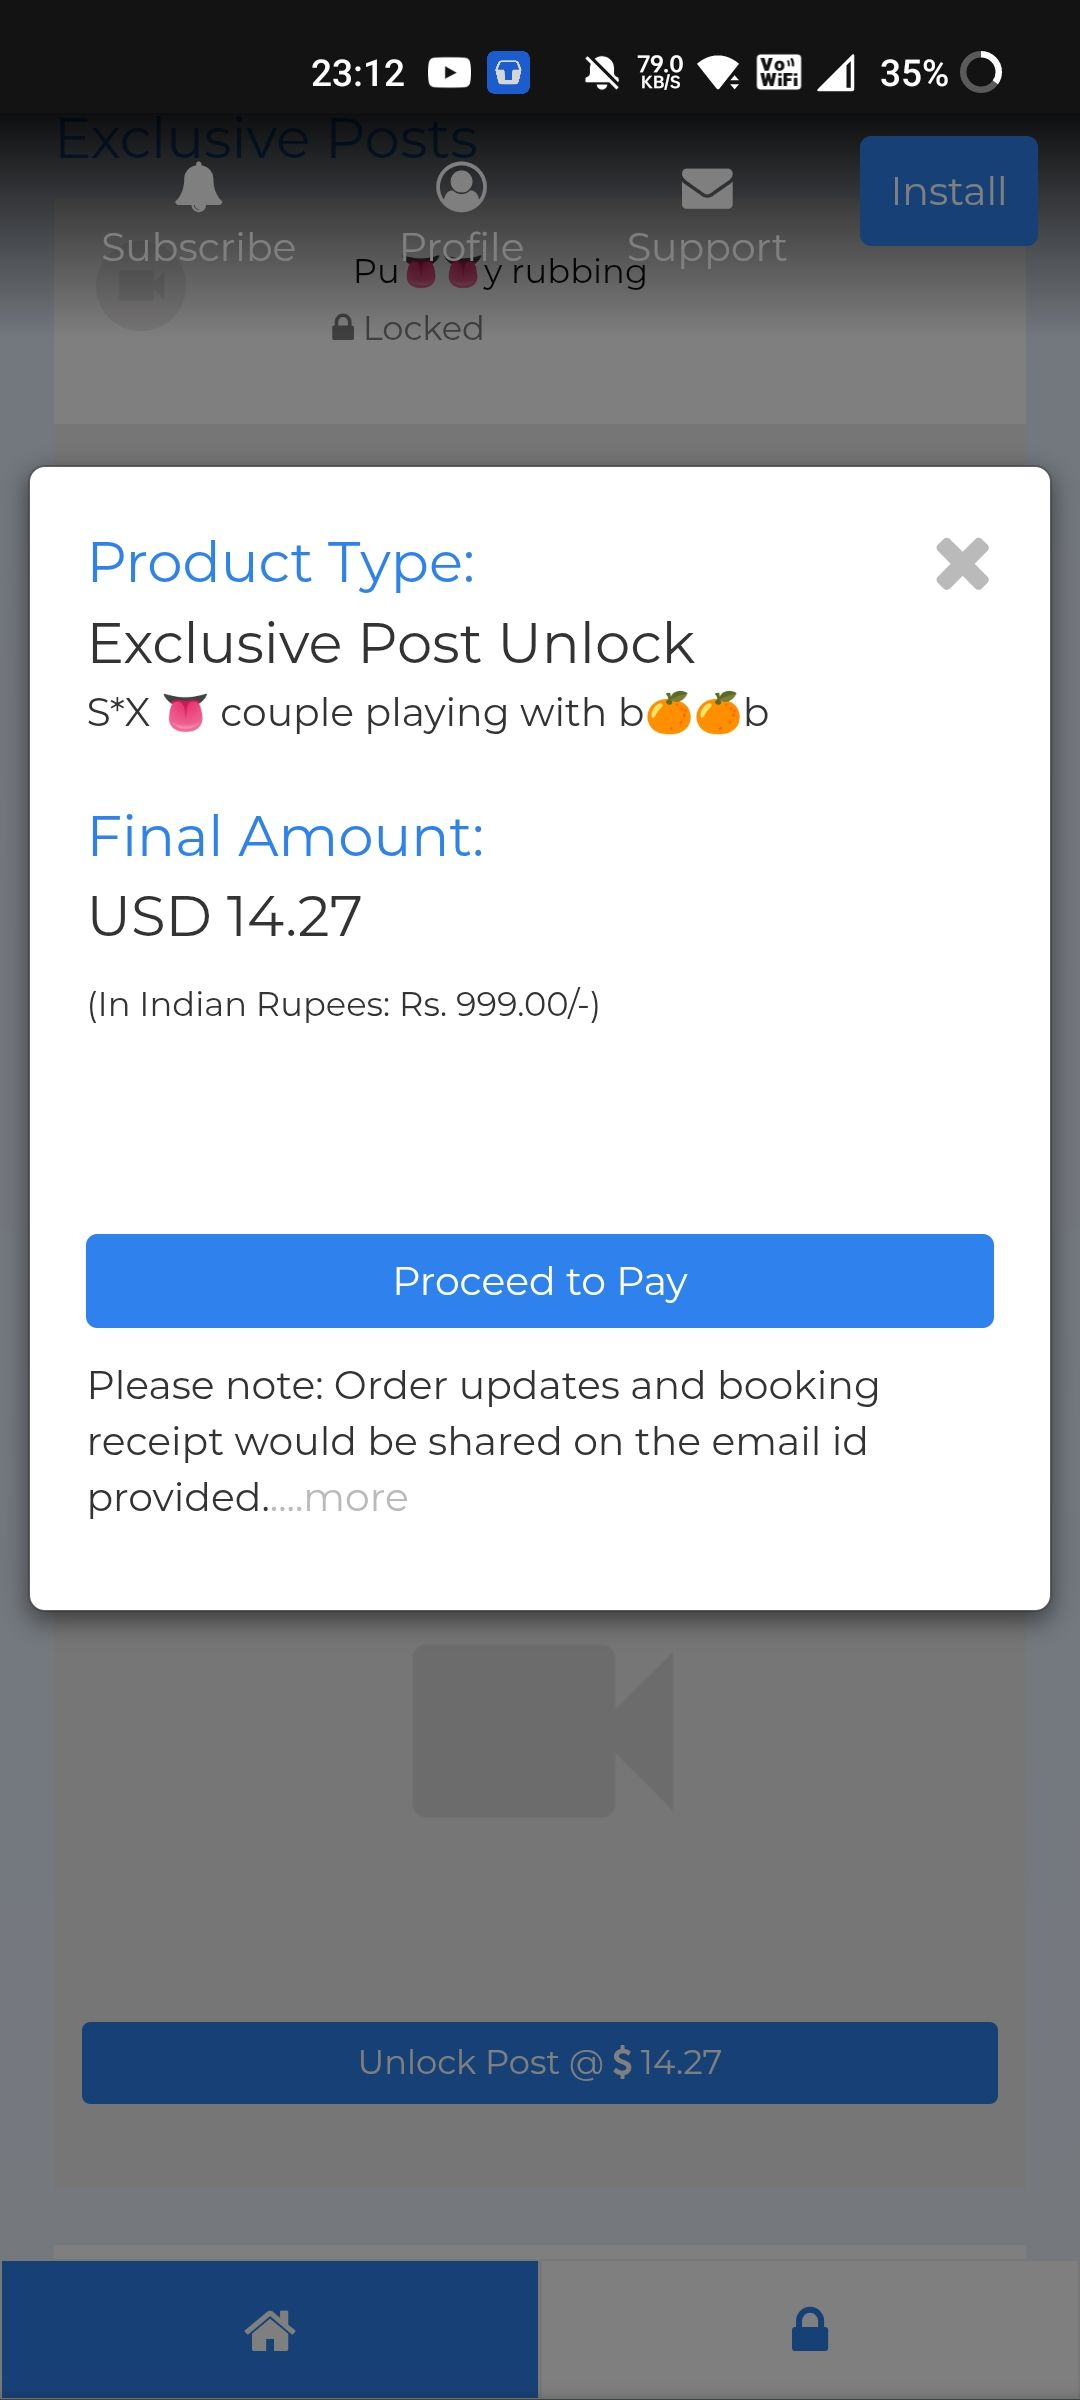 23:12 79.0 KB/S Vo WiFi 35%
Exclusive Posts
Subscribe Profile Support Install
Pu👅👅y rubbing
Locked
Product Type:
Exclusive Post Unlock
S*X 👅 couple playing with b🍊🍊b
Final Amount:
USD 14.27
(In Indian Rupees: Rs. 999.00/-)
Proceed to Pay
Please note: Order updates and booking
receipt would be shared on the email id
provided.....more
Unlock Post @ $ 14.27